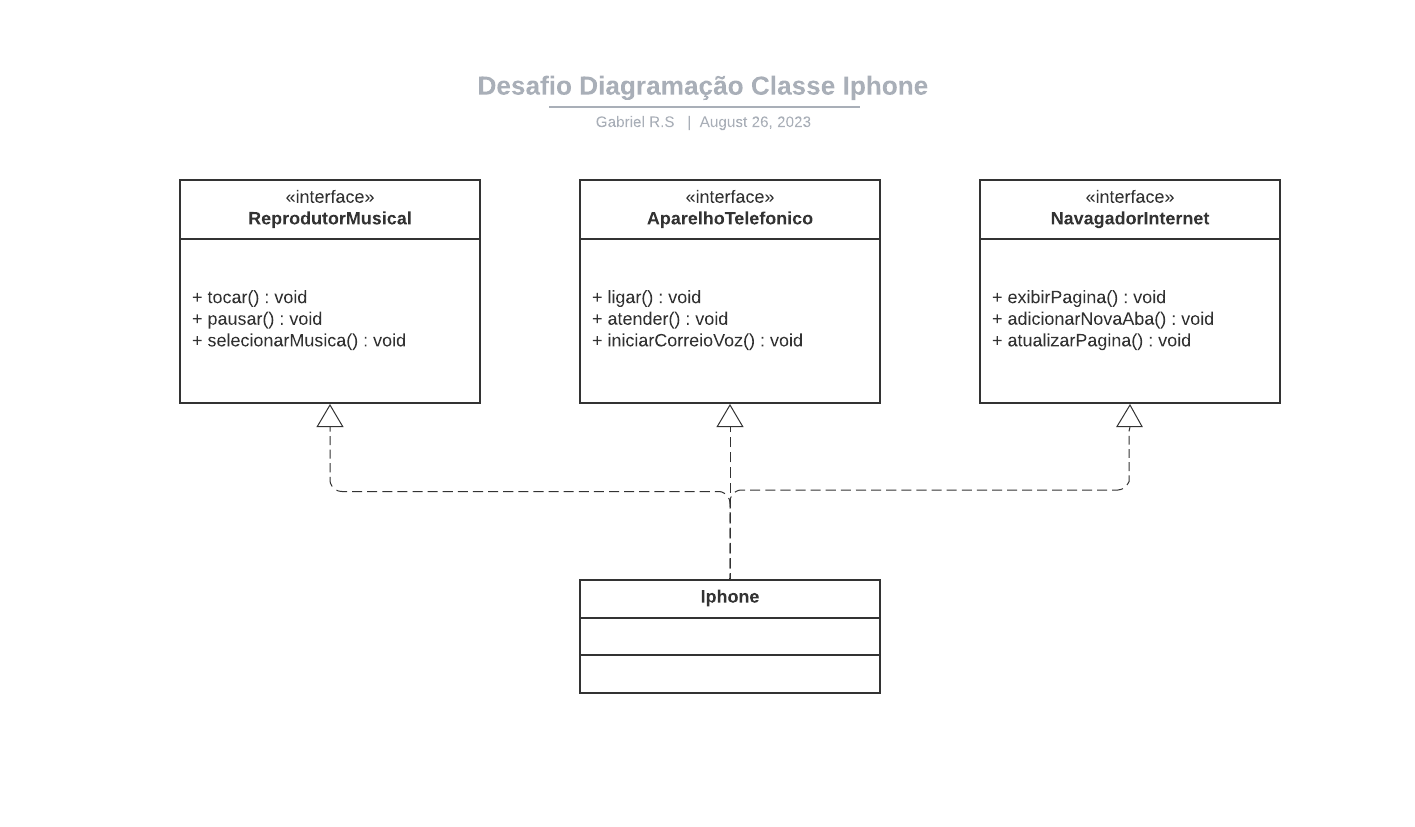 Desafio Diagramação Classe Iphone
Gabriel R.S | August 26, 2023
«interface»
ReprodutorMusical
+ tocar() : void
+ pausar() : void
+ selecionarMusica() : void
«interface»
AparelhoTelefonico
+ ligar() : void
+ atender() : void
+ iniciarCorreioVoz() : void
«interface»
NavagadorInternet
+ exibirPagina() : void
+ adicionarNovaAba() : void
+ atualizarPagina() : void
Iphone